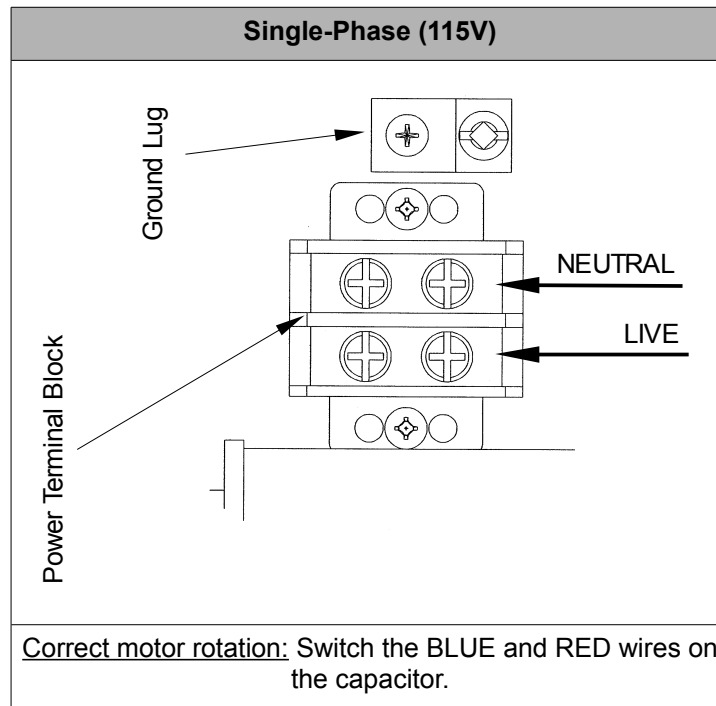 Single-Phase (115V)
Ground Lug
NEUTRAL
LIVE
Power Terminal Block
Correct motor rotation: Switch the BLUE and RED wires on
the capacitor.